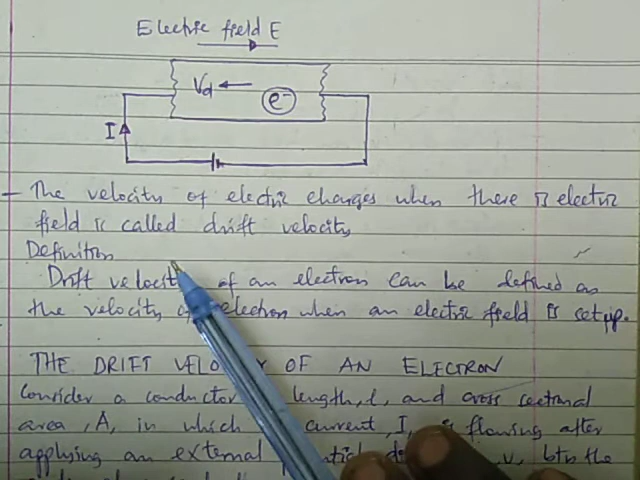 Electric field E
Vd
e-
I
- The velocity of electric charges when there is electric
field is called drift velocity
Definition
Drift velocity of an electron can be defined as
the velocity of electron when an electric field is set up.
THE DRIFT VELOCITY OF AN ELECTRON
Consider a conductor length, l, and cross sectional
area, A, in which current, I, is flowing after
applying an external v, btn the